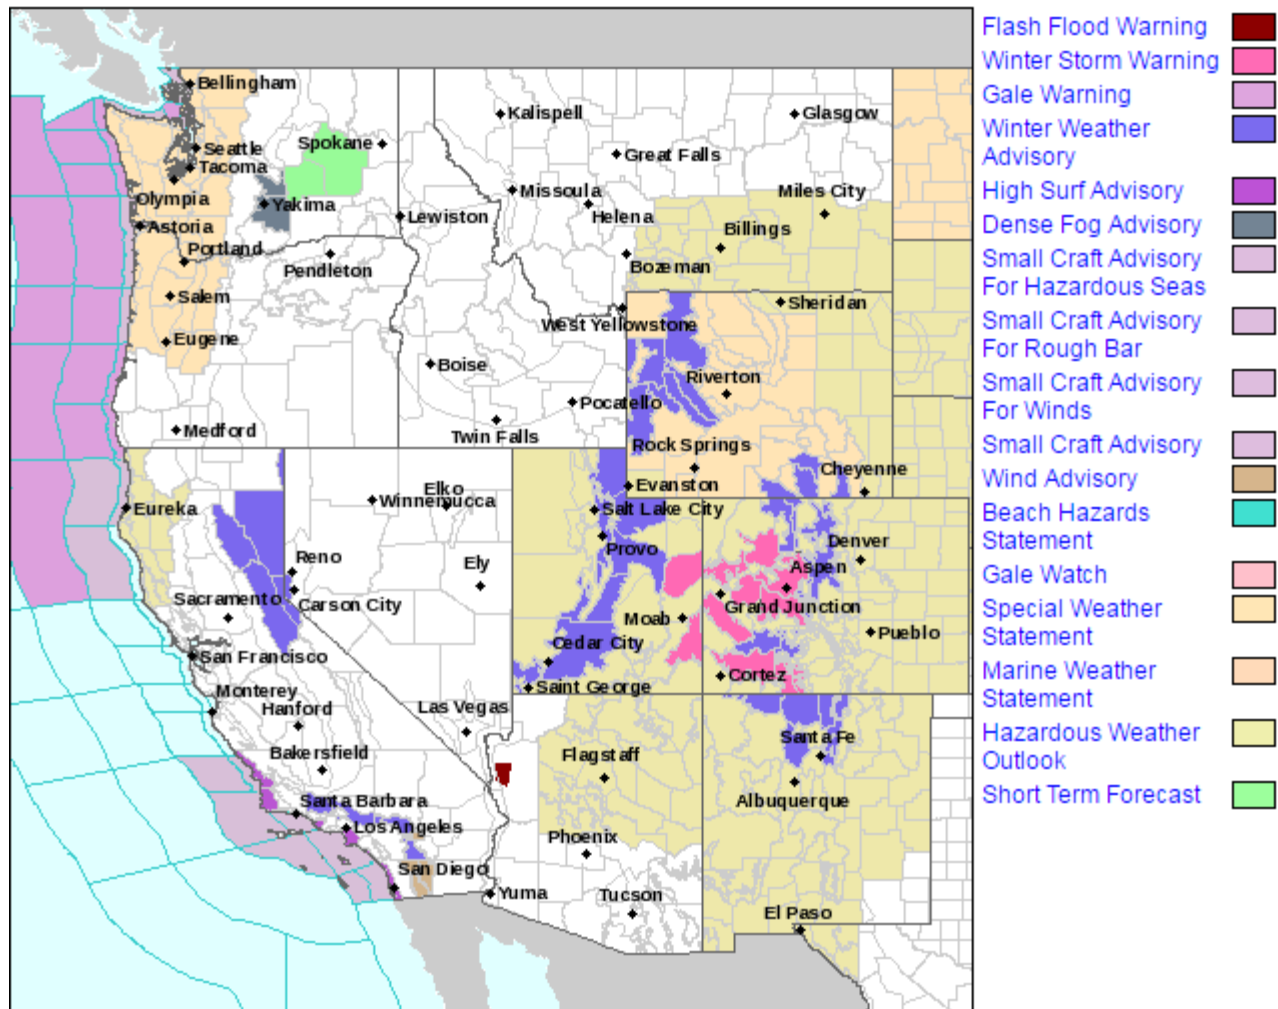 Flash Flood Warning
Winter Storm Warning
Gale Warning
Winter Weather
Advisory
High Surf Advisory
Dense Fog Advisory
Small Craft Advisory
For Hazardous Seas
Small Craft Advisory
For Rough Bar
Small Craft Advisory
For Winds
Small Craft Advisory
Wind Advisory
Beach Hazards
Statement
Gale Watch
Special Weather
Statement
Marine Weather
Statement
Hazardous Weather
Outlook
Short Term Forecast
Bellingham
Seattle
Tacoma
Olympia
Astoria
Portland
Salem
Eugene
Medford
Spokane
Yakima
Pendleton
Lewiston
Kalispell
Glasgow
Great Falls
Missoula
Helena
Miles City
Billings
Bozeman
West Yellowstone
Sheridan
Boise
Pocatello
Twin Falls
Riverton
Rock Springs
Cheyenne
Evanston
Eureka
Winnemucca
Elko
Reno
Ely
Carson City
Sacramento
San Francisco
Monterey
Hanford
Bakersfield
Las Vegas
Santa Barbara
Los Angeles
San Diego
Salt Lake City
Provo
Moab
Cedar City
Saint George
Denver
Aspen
Grand Junction
Pueblo
Cortez
Flagstaff
Phoenix
Yuma
Tucson
Santa Fe
Albuquerque
El Paso